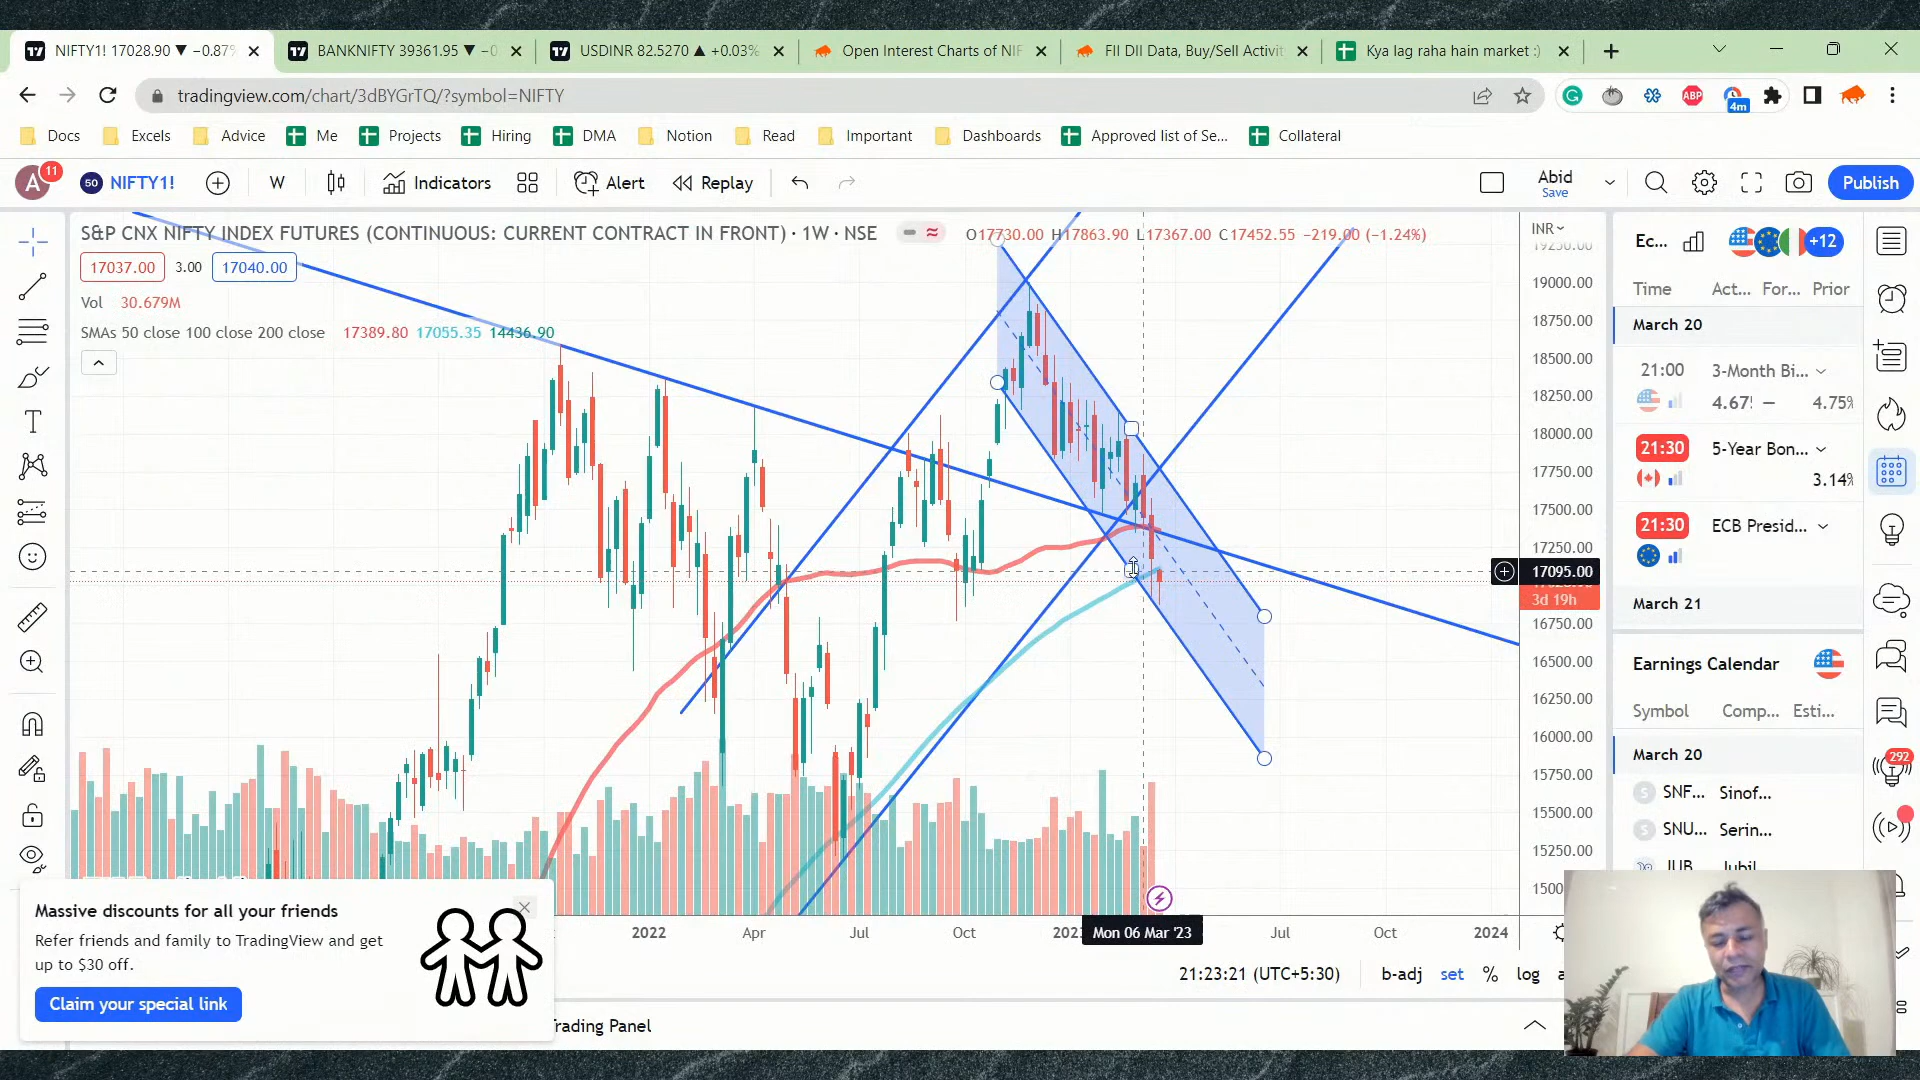 NIFTY1! 17028.90 ▼ −0.87%
BANKNIFTY 39361.95 ▼ −0
USDINR 82.5270 ▲ +0.03%
Open Interest Charts of NIF
FII DII Data, Buy/Sell Activit
Kya lag raha hain market :)
tradingview.com/chart/3dBYGrTQ/?symbol=NIFTY
ABP
4m
Docs
Excels
Advice
Me
Projects
Hiring
DMA
Notion
Read
Important
Dashboards
Approved list of Se...
Collateral
A
11
50
NIFTY1!
W
Indicators
Alert
Replay
Abid
Save
Publish
S&P CNX NIFTY INDEX FUTURES (CONTINUOUS: CURRENT CONTRACT IN FRONT) · 1W · NSE
O17730.00 H17863.90 L17367.00 C17452.55 −219.00 (−1.24%)
17037.00
3.00
17040.00
Vol 30.679M
SMAs 50 close 100 close 200 close 17389.80 17055.35 14436.90
INR
19250.00
19000.00
18750.00
18500.00
18250.00
18000.00
17750.00
17500.00
17250.00
17095.00
3d 19h
16750.00
16500.00
16250.00
16000.00
15750.00
15500.00
15250.00
1500
2022
Apr
Jul
Oct
2023
Mon 06 Mar '23
Jul
Oct
2024
21:23:21 (UTC+5:30)
b-adj
set
%
log
a
Trading Panel
Massive discounts for all your friends
Refer friends and family to TradingView and get
up to $30 off.
Claim your special link
Ec...
+12
Time
Act...
For...
Prior
March 20
21:00
3-Month Bi...
4.67
—
4.75%
21:30
5-Year Bon...
3.14%
21:30
ECB Presid...
March 21
Earnings Calendar
Symbol
Comp...
Esti...
March 20
S
SNF...
Sinof...
S
SNU...
Serin...
JUB
Jubil
292